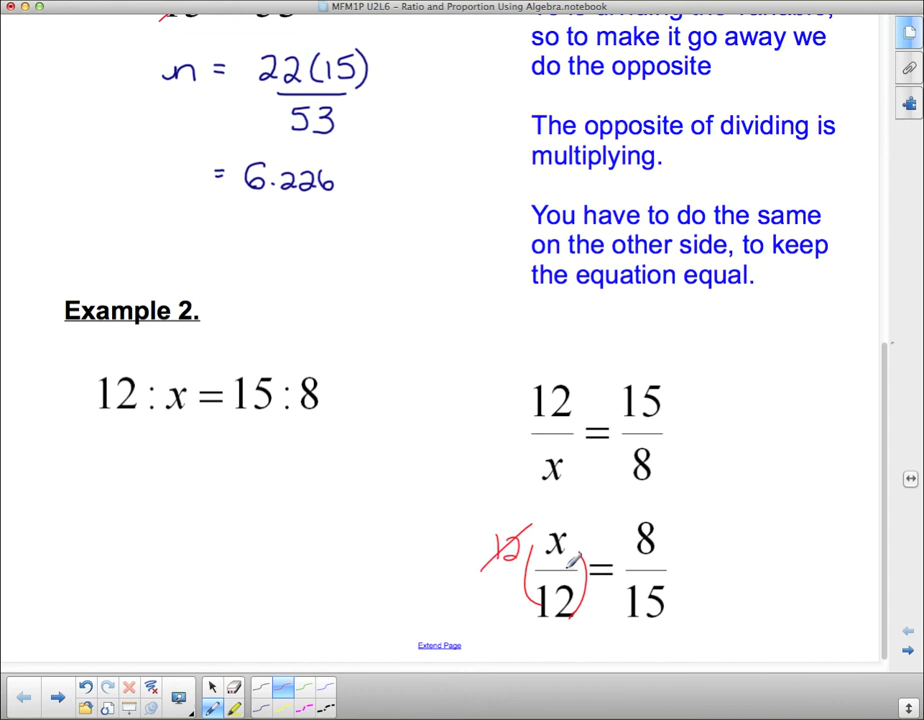 MFM1P U2L6 - Ratio and Proportion Using Algebra.notebook
so to make it go away we
do the opposite
n = 22(15)
53
= 6.226
The opposite of dividing is
multiplying.
You have to do the same
on the other side, to keep
the equation equal.
Example 2.
12 : x = 15 : 8
12/x = 15/8
12 (x/12) = 8/15
Extend Page